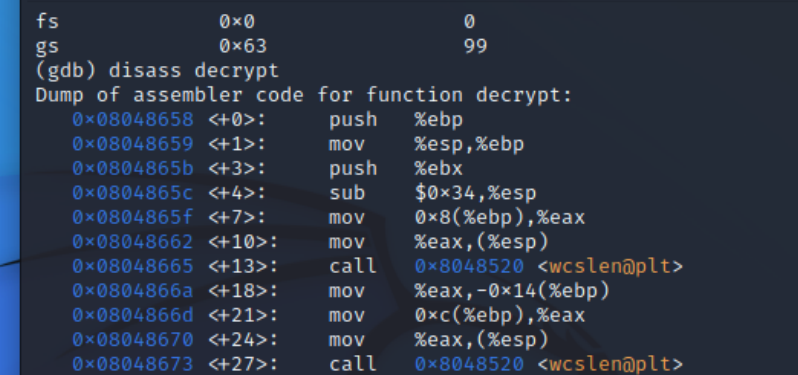 fs 0×0 0
gs 0×63 99
(gdb) disass decrypt
Dump of assembler code for function decrypt:
0×08048658 <+0>: push %ebp
0×08048659 <+1>: mov %esp,%ebp
0×0804865b <+3>: push %ebx
0×0804865c <+4>: sub $0×34,%esp
0×0804865f <+7>: mov 0×8(%ebp),%eax
0×08048662 <+10>: mov %eax,(%esp)
0×08048665 <+13>: call 0×8048520 <wcslen@plt>
0×0804866a <+18>: mov %eax,-0×14(%ebp)
0×0804866d <+21>: mov 0×c(%ebp),%eax
0×08048670 <+24>: mov %eax,(%esp)
0×08048673 <+27>: call 0×8048520 <wcslen@plt>